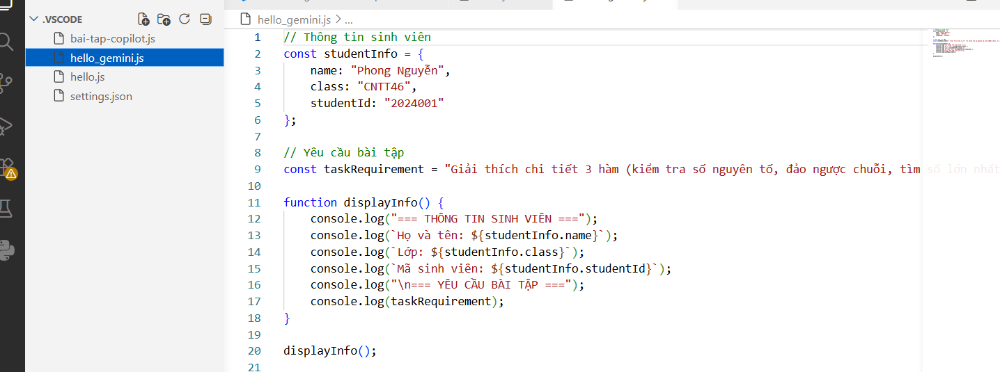 .VSCODE
bai-tap-copilot.js
hello_gemini.js
hello.js
settings.json
hello_gemini.js > ...
1 // Thông tin sinh viên
2 const studentInfo = {
3 name: "Phong Nguyễn",
4 class: "CNTT46",
5 studentId: "2024001"
6 };
7
8 // Yêu cầu bài tập
9 const taskRequirement = "Giải thích chi tiết 3 hàm (kiểm tra số nguyên tố, đảo ngược chuỗi, tìm số lớn nhất
10
11 function displayInfo() {
12 console.log("=== THÔNG TIN SINH VIÊN ===");
13 console.log(`Họ và tên: ${studentInfo.name}`);
14 console.log(`Lớp: ${studentInfo.class}`);
15 console.log(`Mã sinh viên: ${studentInfo.studentId}`);
16 console.log("\n=== YÊU CẦU BÀI TẬP ===");
17 console.log(taskRequirement);
18 }
19
20 displayInfo();
21